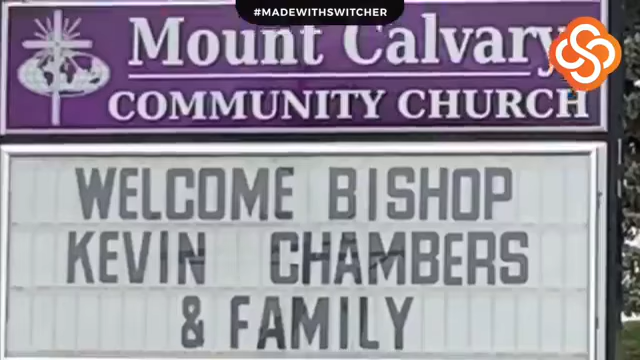 #MADEWITHSWITCHER
Mount Calvary
COMMUNITY CHURCH
WELCOME BISHOP
KEVIN CHAMBERS
& FAMILY